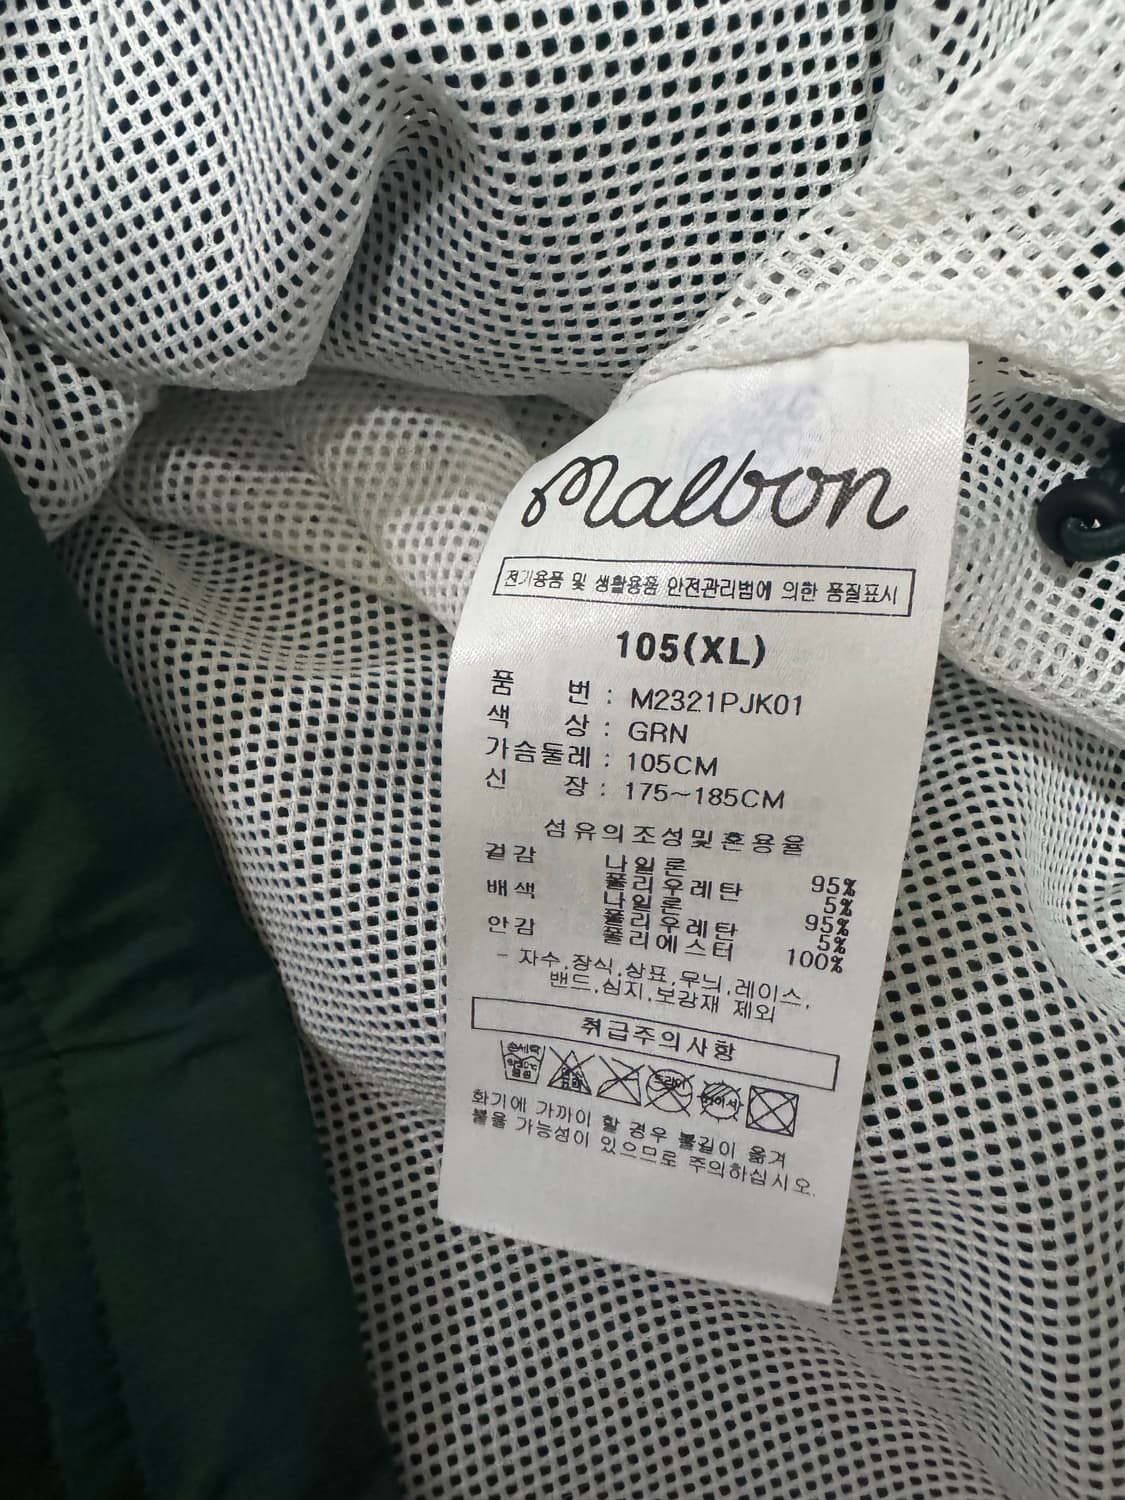 Malbon
전기용품 및 생활용품 안전관리법에 의한 품질표시
105(XL)
품 번 : M2321PJK01
색 상 : GRN
가슴둘레 : 105CM
신 장 : 175~185CM
섬유의조성및혼용율
겉감 나일론 95%
폴리우레탄 5%
배색 나일론 95%
폴리우레탄 5%
안감 폴리에스터 100%
- 자수,장식,상표,무늬,레이스,
밴드,심지,보강재 제외
취급주의사항
손세탁 드라이
화기에 가까이 할 경우 불길이 옮겨
붙을 가능성이 있으므로 주의하십시오.